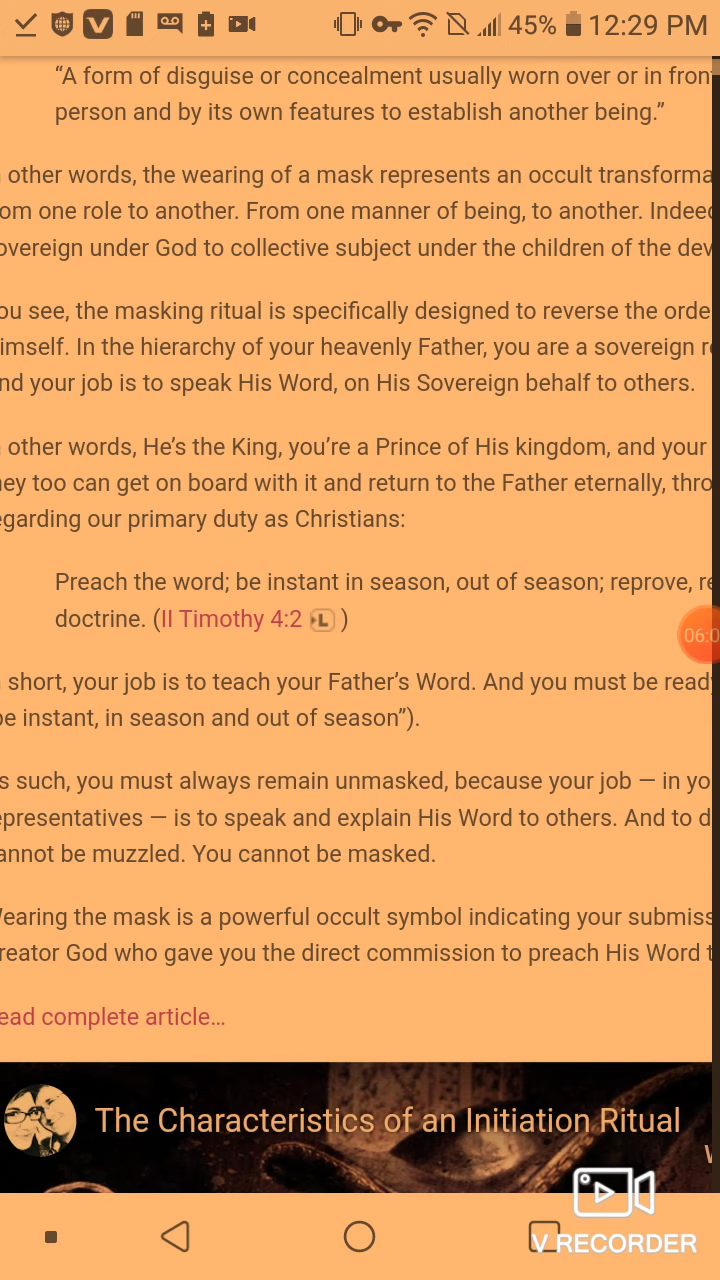 45% 12:29 PM
“A form of disguise or concealment usually worn over or in front
person and by its own features to establish another being.”
other words, the wearing of a mask represents an occult transforma
om one role to another. From one manner of being, to another. Indeed
overeign under God to collective subject under the children of the dev
ou see, the masking ritual is specifically designed to reverse the orde
imself. In the hierarchy of your heavenly Father, you are a sovereign r
nd your job is to speak His Word, on His Sovereign behalf to others.
other words, He’s the King, you’re a Prince of His kingdom, and your
hey too can get on board with it and return to the Father eternally, thro
egarding our primary duty as Christians:
Preach the word; be instant in season, out of season; reprove, re
doctrine. (II Timothy 4:2 L )
short, your job is to teach your Father’s Word. And you must be ready
be instant, in season and out of season”).
s such, you must always remain unmasked, because your job — in yo
epresentatives — is to speak and explain His Word to others. And to d
annot be muzzled. You cannot be masked.
Wearing the mask is a powerful occult symbol indicating your submiss
reator God who gave you the direct commission to preach His Word t
ead complete article…
The Characteristics of an Initiation Ritual
06:0
V RECORDER